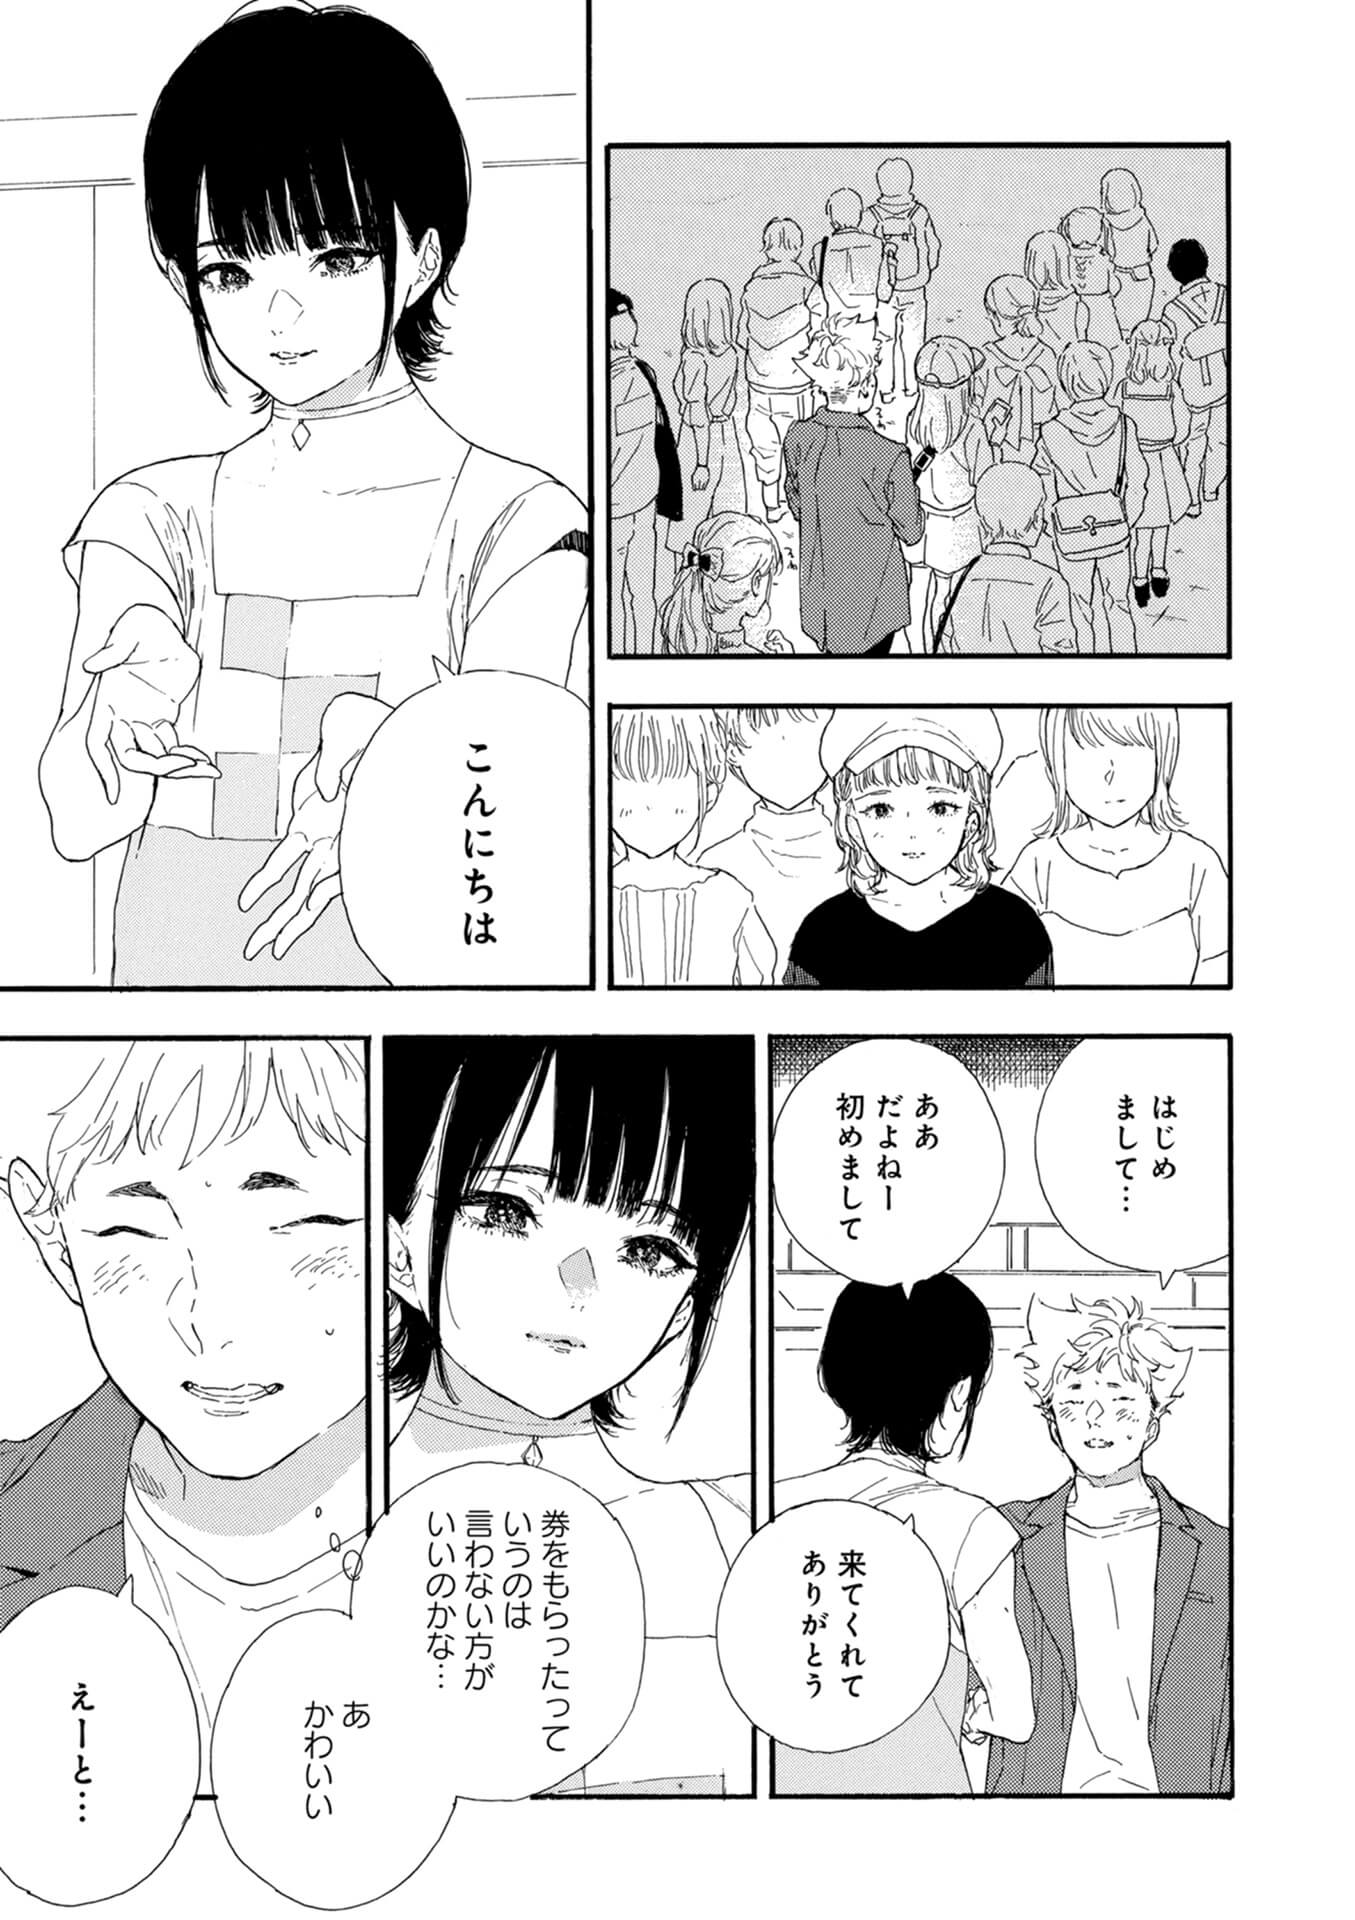 こんにちは
はじめ
まして…
ああ
だよねー
初めまして
来てくれて
ありがとう
券をもらったって
いうのは
言わない方が
いいのかな…
あ
かわいい
えーと…